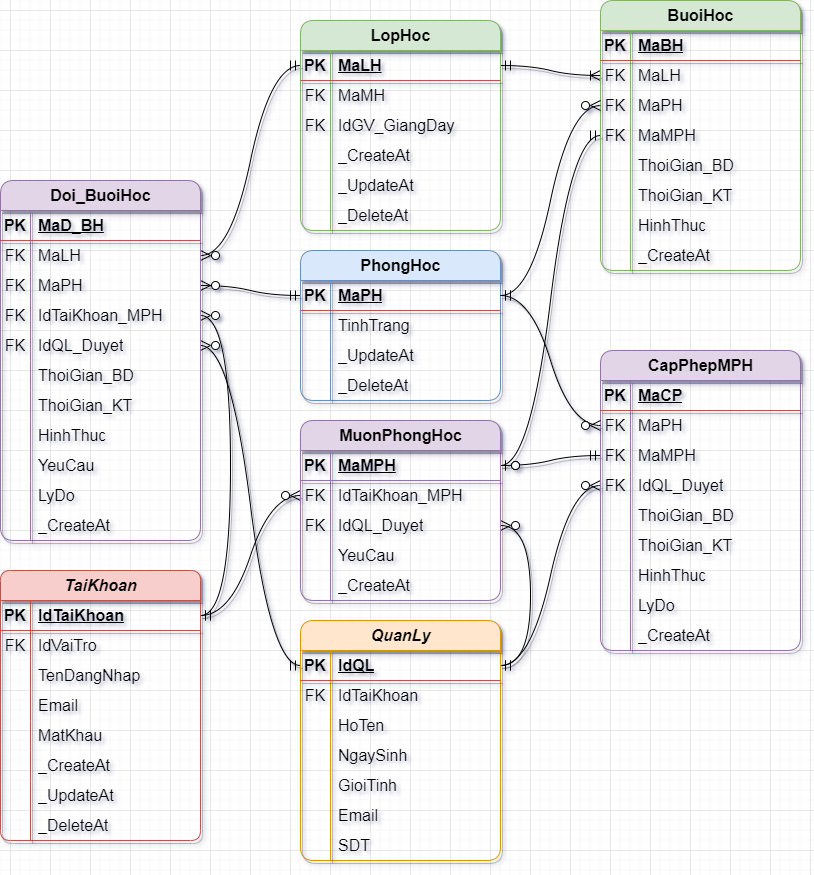 LopHoc
PK MaLH
FK MaMH
FK IdGV_GiangDay
_CreateAt
_UpdateAt
_DeleteAt
BuoiHoc
PK MaBH
FK MaLH
FK MaPH
FK MaMPH
ThoiGian_BD
ThoiGian_KT
HinhThuc
_CreateAt
Doi_BuoiHoc
PK MaD_BH
FK MaLH
FK MaPH
FK IdTaiKhoan_MPH
FK IdQL_Duyet
ThoiGian_BD
ThoiGian_KT
HinhThuc
YeuCau
LyDo
_CreateAt
PhongHoc
PK MaPH
TinhTrang
_UpdateAt
_DeleteAt
CapPhepMPH
PK MaCP
FK MaPH
FK MaMPH
FK IdQL_Duyet
ThoiGian_BD
ThoiGian_KT
HinhThuc
LyDo
_CreateAt
MuonPhongHoc
PK MaMPH
FK IdTaiKhoan_MPH
FK IdQL_Duyet
YeuCau
_CreateAt
TaiKhoan
PK IdTaiKhoan
FK IdVaiTro
TenDangNhap
Email
MatKhau
_CreateAt
_UpdateAt
_DeleteAt
QuanLy
PK IdQL
FK IdTaiKhoan
HoTen
NgaySinh
GioiTinh
Email
SDT